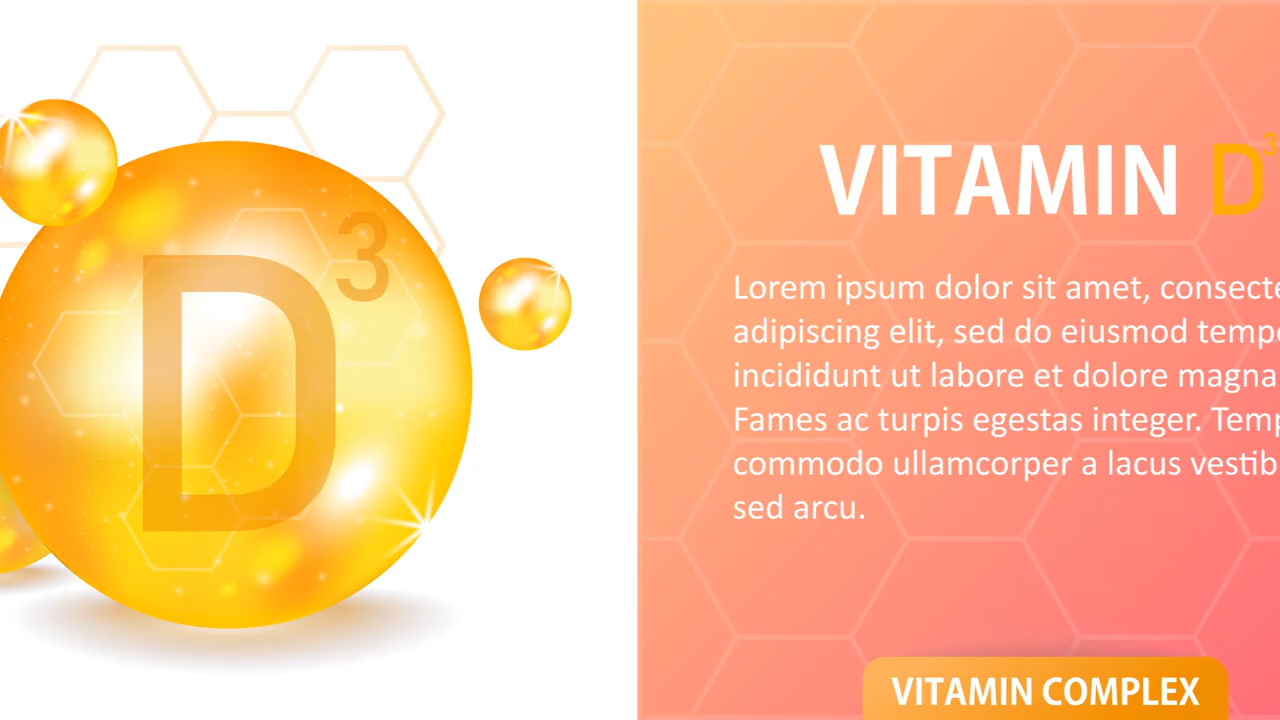 D³
VITAMIN D³
Lorem ipsum dolor sit amet, consecte
adipiscing elit, sed do eiusmod tempo
incididunt ut labore et dolore magna
Fames ac turpis egestas integer. Temp
commodo ullamcorper a lacus vestib
sed arcu.
VITAMIN COMPLEX